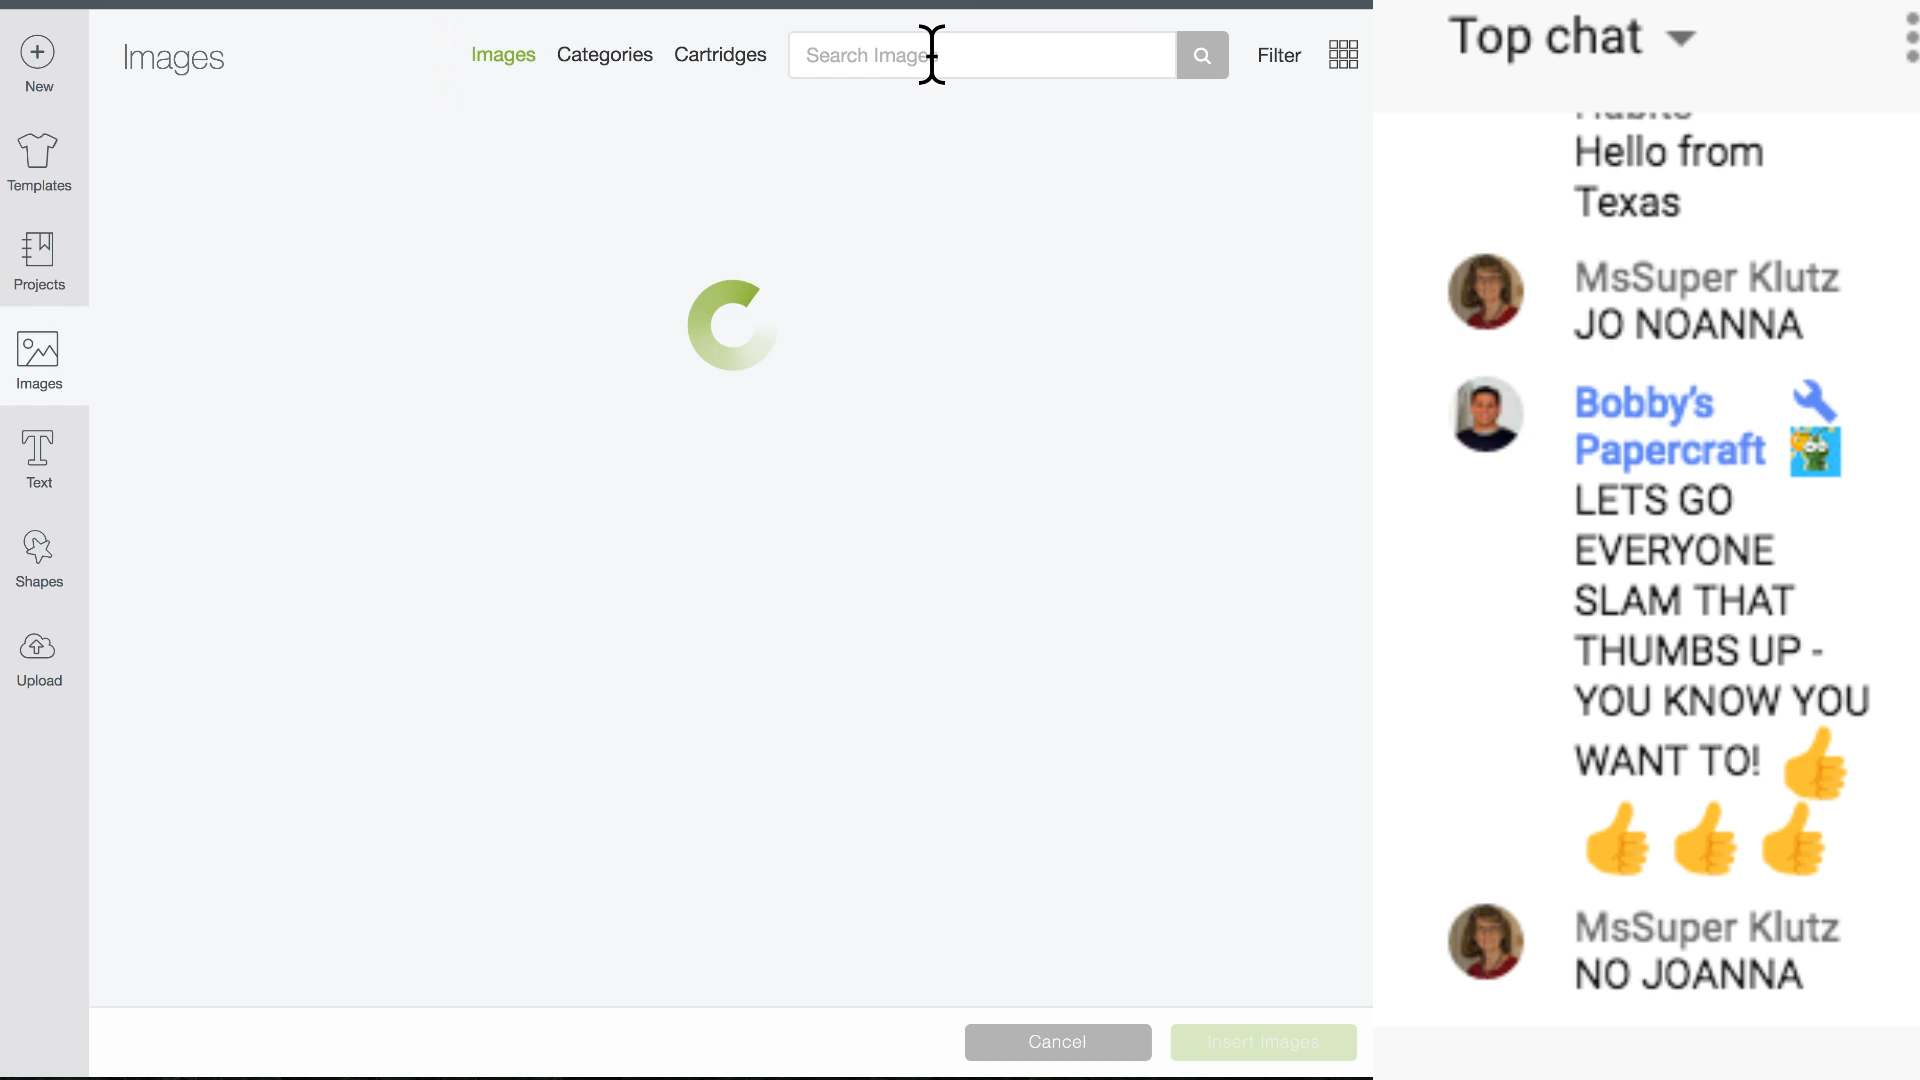 Images
Images Categories Cartridges
Search Image
Filter
New
Templates
Projects
Images
Text
Shapes
Upload
Cancel
Insert Images
Top chat
Hello from
Texas
MsSuper Klutz
JO NOANNA
Bobby's
Papercraft
LETS GO
EVERYONE
SLAM THAT
THUMBS UP -
YOU KNOW YOU
WANT TO! 👍
👍 👍 👍
MsSuper Klutz
NO JOANNA